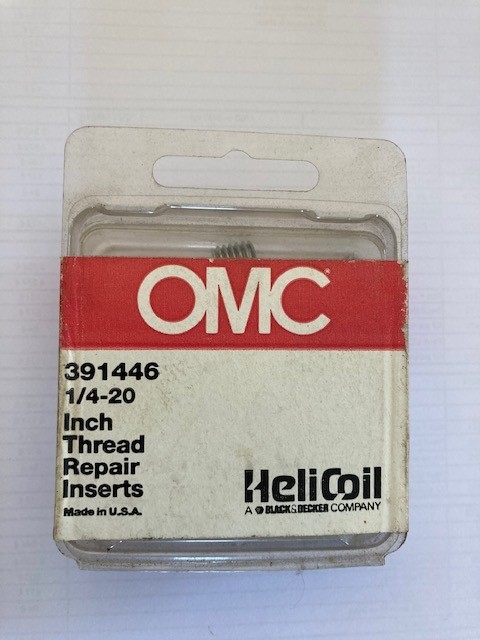 OMC
391446
1/4-20
Inch
Thread
Repair
Inserts
Made in U.S.A.
HeliCoil
A BLACK & DECKER COMPANY